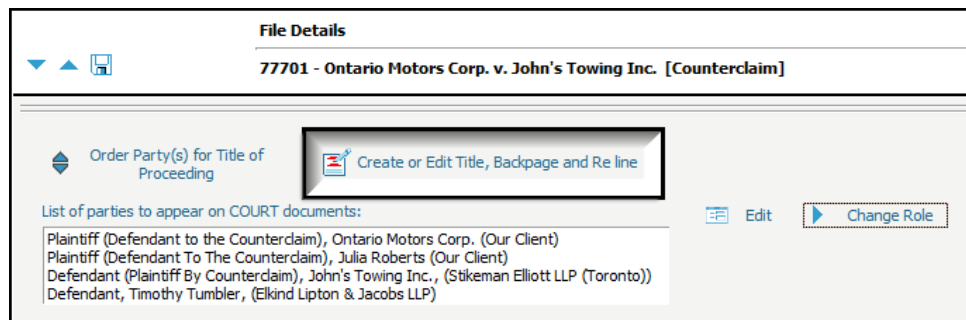 File Details
77701 - Ontario Motors Corp. v. John's Towing Inc. [Counterclaim]
Order Party(s) for Title of
Proceeding
Create or Edit Title, Backpage and Re line
List of parties to appear on COURT documents:
Edit
Change Role
Plaintiff (Defendant to the Counterclaim), Ontario Motors Corp. (Our Client)
Plaintiff (Defendant To The Counterclaim), Julia Roberts (Our Client)
Defendant (Plaintiff By Counterclaim), John's Towing Inc., (Stikeman Elliott LLP (Toronto))
Defendant, Timothy Tumbler, (Elkind Lipton & Jacobs LLP)